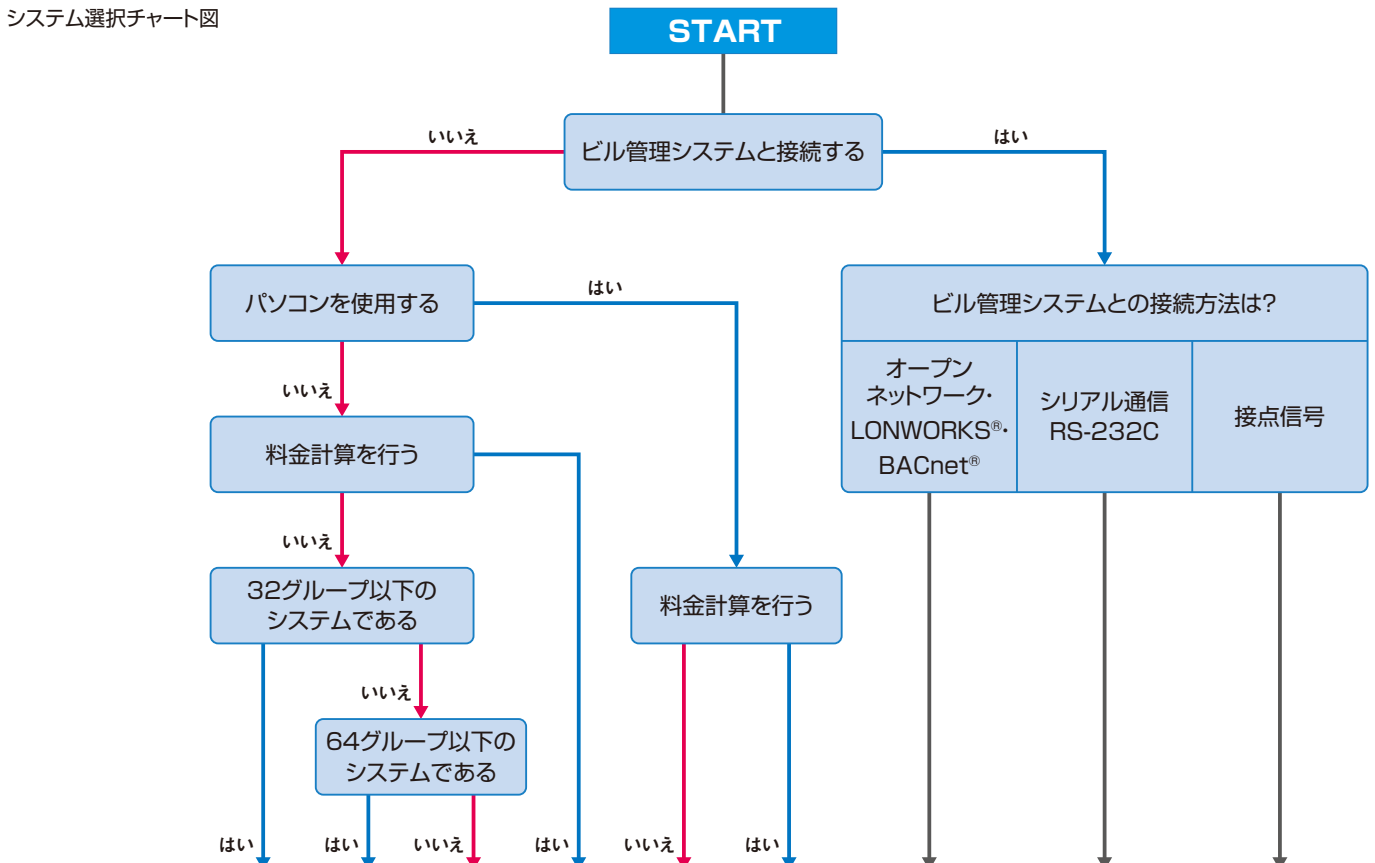 システム選択チャート図
START
ビル管理システムと接続する
いいえ
はい
パソコンを使用する
はい
ビル管理システムとの接続方法は?
オープン
ネットワーク・
LONWORKS®・
BACnet®
シリアル通信
RS-232C
接点信号
いいえ
料金計算を行う
いいえ
32グループ以下の
システムである
料金計算を行う
いいえ
64グループ以下の
システムである
はい
はい
いいえ
はい
いいえ
はい